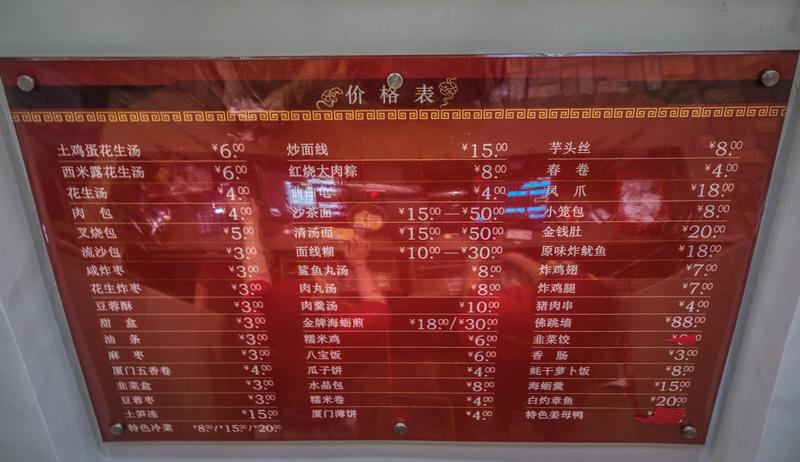 价格表
土鸡蛋花生汤 ¥6.00
西米露花生汤 ¥6.00
花生汤 ¥4.00
肉包 ¥4.00
叉烧包 ¥5.00
流沙包 ¥3.00
咸炸枣 ¥3.00
花生炸枣 ¥3.00
豆蓉酥 ¥3.00
甜盒 ¥3.00
油条 ¥3.00
麻枣 ¥3.00
厦门五香卷 ¥4.00
韭菜盒 ¥3.00
豆蓉枣 ¥3.00
土笋冻 ¥15.00
特色冷菜 ¥8.00/¥15.00/¥20.00
炒面线 ¥15.00
红烧大肉粽 ¥8.00
¥4.00
沙茶面 ¥15.00—¥50.00
清汤面 ¥15.00—¥50.00
面线糊 ¥10.00—¥30.00
鲨鱼丸汤 ¥8.00
肉丸汤 ¥8.00
肉羹汤 ¥10.00
金牌海蛎煎 ¥18.00/¥30.00
糯米鸡 ¥6.00
八宝饭 ¥6.00
瓜子饼 ¥4.00
水晶包 ¥8.00
糯米卷 ¥4.00
厦门薄饼 ¥4.00
芋头丝 ¥8.00
春卷 ¥4.00
凤爪 ¥18.00
小笼包 ¥8.00
金钱肚 ¥20.00
原味炸鱿鱼 ¥18.00
炸鸡翅 ¥7.00
炸鸡腿 ¥7.00
猪肉串 ¥4.00
佛跳墙 ¥88.00
韭菜饺
香肠 ¥3.00
蚝干萝卜饭 ¥8.00
海蛎羹 ¥15.00
白灼章鱼 ¥20.00
特色姜母鸭